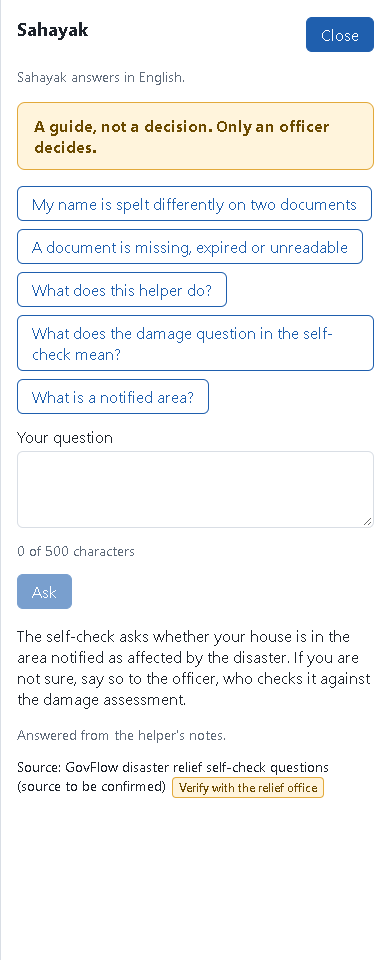 Sahayak
Close
Sahayak answers in English.
A guide, not a decision. Only an officer
decides.
My name is spelt differently on two documents
A document is missing, expired or unreadable
What does this helper do?
What does the damage question in the self-
check mean?
What is a notified area?
Your question
0 of 500 characters
Ask
The self-check asks whether your house is in the
area notified as affected by the disaster. If you are
not sure, say so to the officer, who checks it against
the damage assessment.
Answered from the helper's notes.
Source: GovFlow disaster relief self-check questions
(source to be confirmed) Verify with the relief office